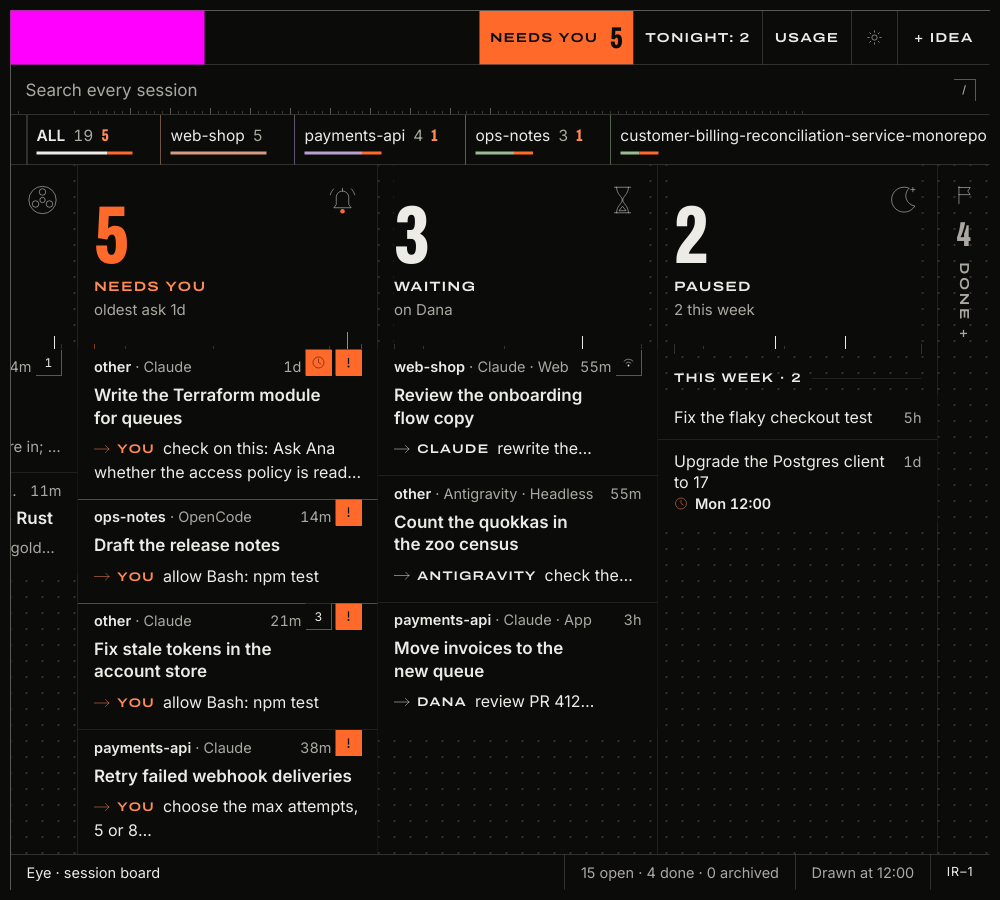 NEEDS YOU 5
TONIGHT: 2
USAGE
+ IDEA
Search every session
/
ALL 19 5
web-shop 5
payments-api 4 1
ops-notes 3 1
customer-billing-reconciliation-service-monorepo
4m 1
re in; ...
. 11m
Rust
gold...
5
NEEDS YOU
oldest ask 1d
other · Claude 1d !
Write the Terraform module
for queues
→ YOU check on this: Ask Ana
whether the access policy is read...
ops-notes · OpenCode 14m !
Draft the release notes
→ YOU allow Bash: npm test
other · Claude 21m 3 !
Fix stale tokens in the
account store
→ YOU allow Bash: npm test
payments-api · Claude 38m !
Retry failed webhook deliveries
→ YOU choose the max attempts,
5 or 8...
3
WAITING
on Dana
web-shop · Claude · Web 55m
Review the onboarding
flow copy
→ CLAUDE rewrite the...
other · Antigravity · Headless 55m
Count the quokkas in
the zoo census
→ ANTIGRAVITY check the...
payments-api · Claude · App 3h
Move invoices to the
new queue
→ DANA review PR 412...
2
PAUSED
2 this week
THIS WEEK · 2
Fix the flaky checkout test 5h
Upgrade the Postgres client 1d
to 17
Mon 12:00
4 DONE +
Eye · session board
15 open · 4 done · 0 archived
Drawn at 12:00
IR–1